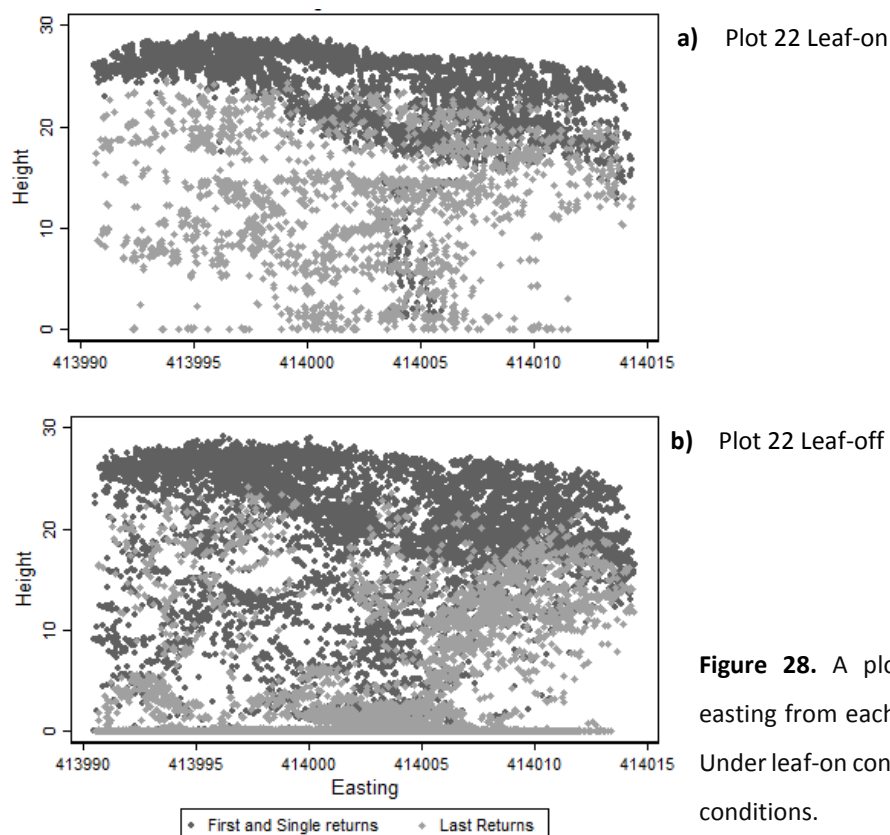 a) Plot 22 Leaf-on
30
20
10
0
Height
413990 413995 414000 414005 414010 414015
b) Plot 22 Leaf-off
30
20
10
0
Height
413990 413995 414000 414005 414010 414015
Easting
First and Single returns Last Returns
Figure 28. A plo
easting from each
Under leaf-on con
conditions.